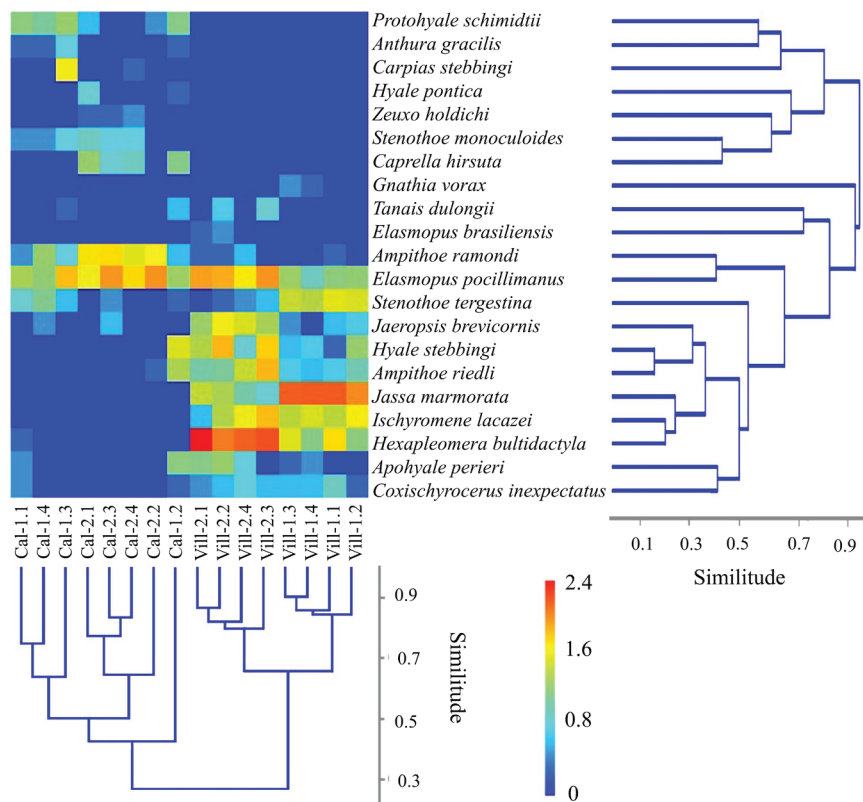 Protohyale schimidtii
Anthura gracilis
Carpias stebbingi
Hyale pontica
Zeuxo holdichi
Stenothoe monoculoides
Caprella hirsuta
Gnathia vorax
Tanais dulongii
Elasmopus brasiliensis
Ampithoe ramondi
Elasmopus pocillimanus
Stenothoe tergestina
Jaeropsis brevicornis
Hyale stebbingi
Ampithoe riedli
Jassa marmorata
Ischyromene lacazei
Hexapleomera bultidactyla
Apohyale perieri
Coxischyrocerus inexpectatus
0.1 0.3 0.5 0.7 0.9
Similitude
Cal-1.1
Cal-1.4
Cal-1.3
Cal-2.1
Cal-2.3
Cal-2.4
Cal-2.2
Cal-1.2
Vill-2.1
Vill-2.2
Vill-2.4
Vill-2.3
Vill-1.3
Vill-1.4
Vill-1.1
Vill-1.2
0.9
0.7
0.5
0.3
Similitude
2.4
1.6
0.8
0